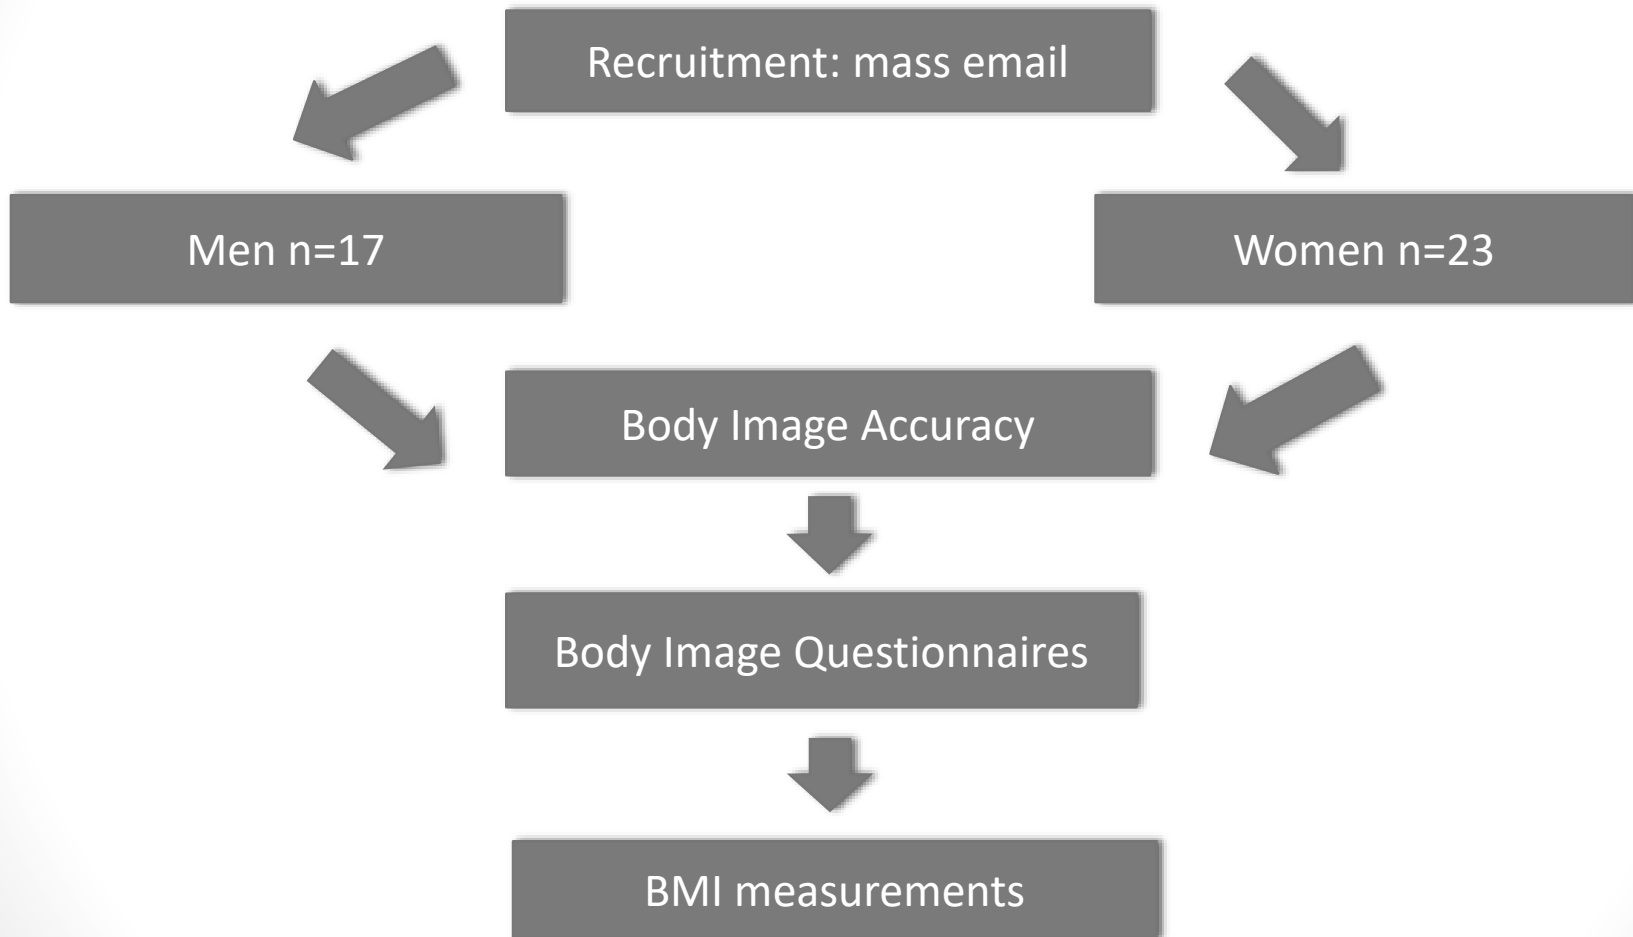 Recruitment: mass email
Men n=17
Women n=23
Body Image Accuracy
Body Image Questionnaires
BMI measurements